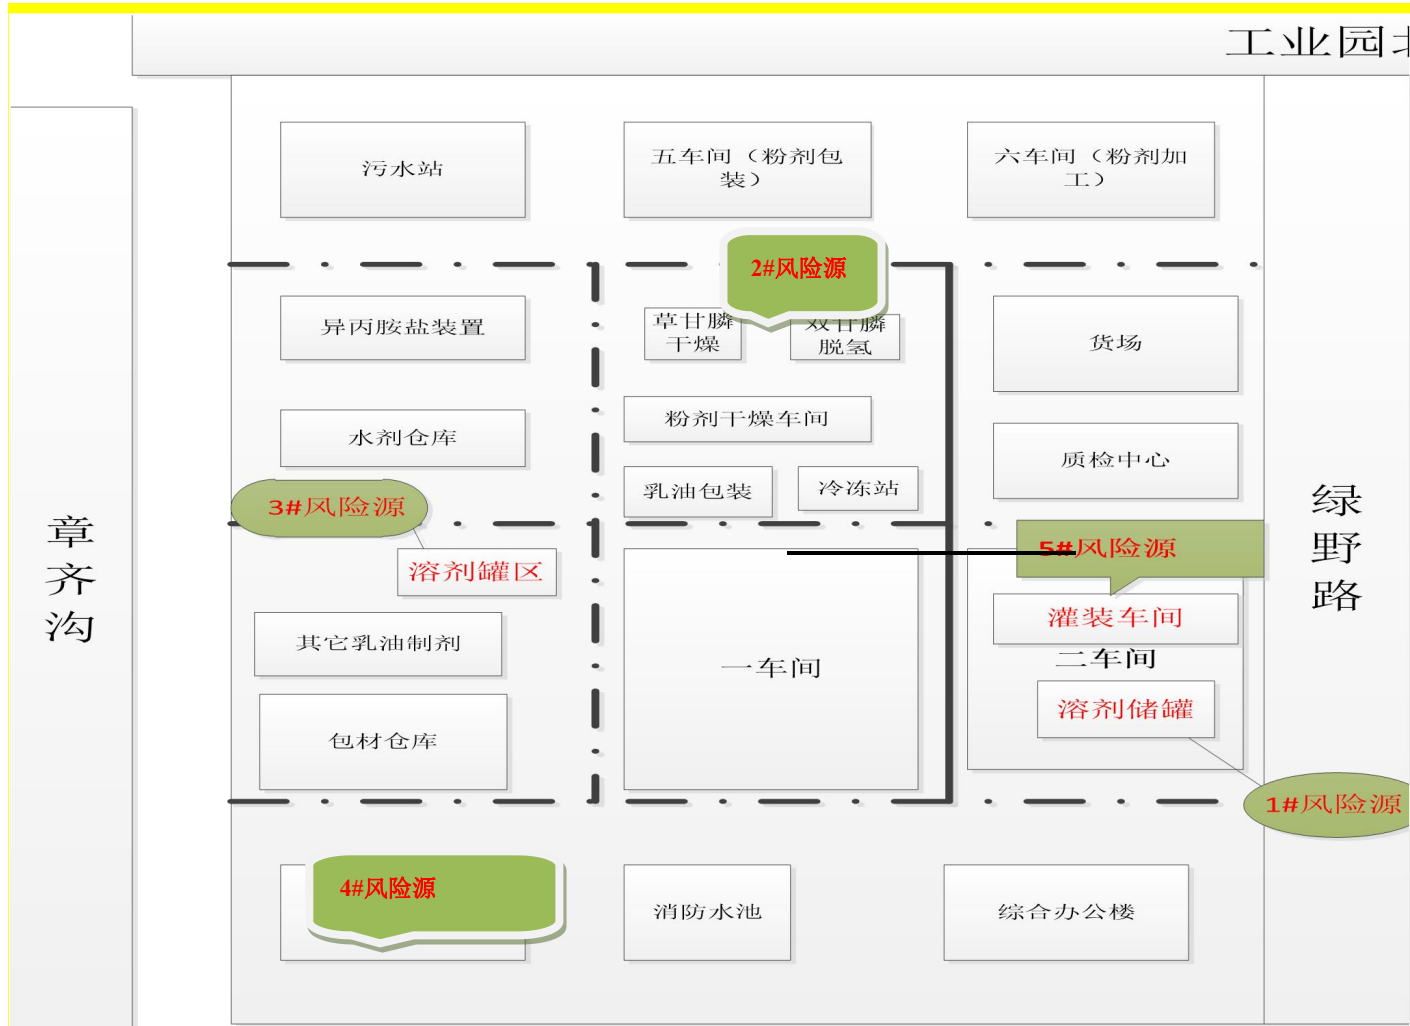 工业园
污水站
五车间（粉剂包
装）
六车间（粉剂加
工）
2#风险源
异丙胺盐装置
草甘膦
干燥
双甘膦
脱氢
货场
水剂仓库
粉剂干燥车间
质检中心
乳油包装
冷冻站
3#风险源
章齐沟
绿野路
5#风险源
溶剂罐区
灌装车间
其它乳油制剂
一车间
二车间
溶剂储罐
包材仓库
1#风险源
4#风险源
消防水池
综合办公楼